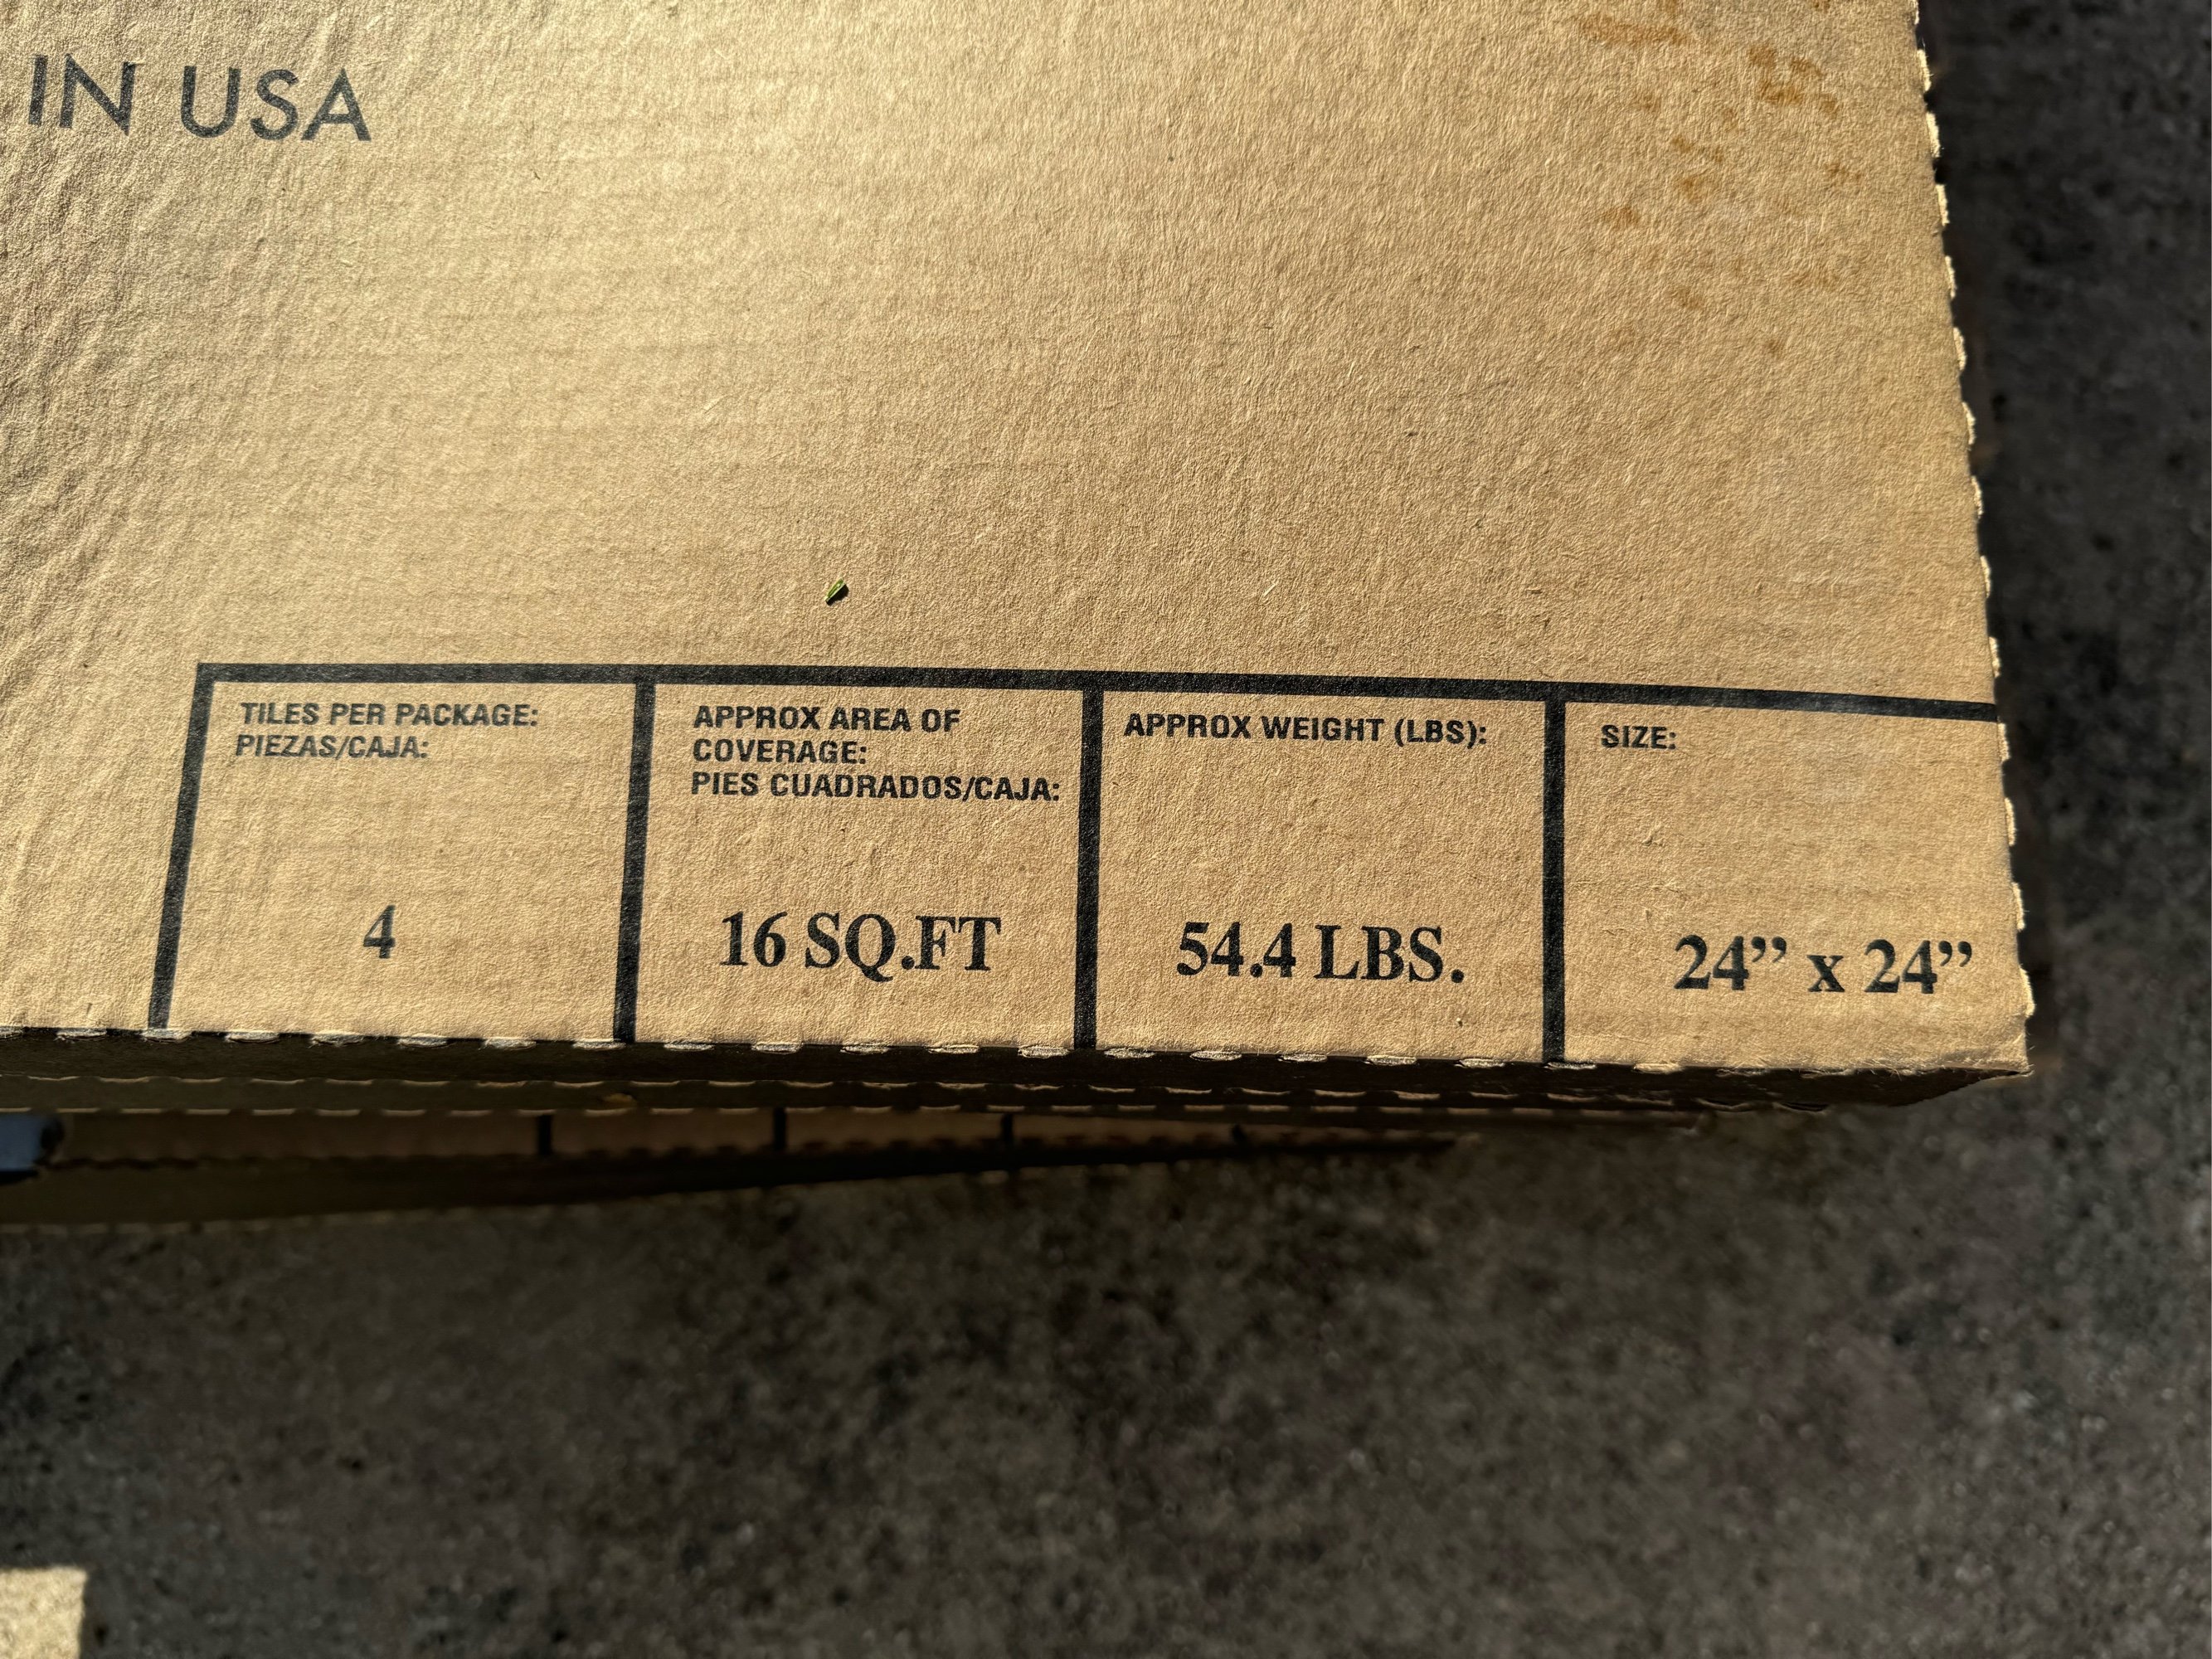 IN USA
TILES PER PACKAGE:
PIEZAS/CAJA:
4
APPROX AREA OF
COVERAGE:
PIES CUADRADOS/CAJA:
16 SQ.FT
APPROX WEIGHT (LBS):
54.4 LBS.
SIZE:
24” x 24”